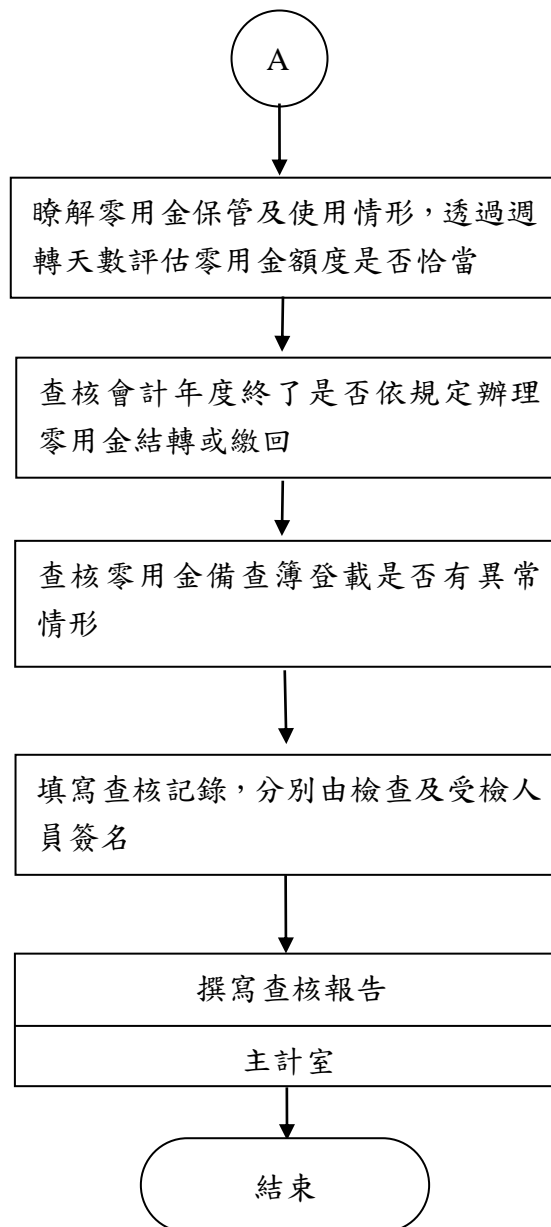 A
瞭解零用金保管及使用情形，透過週
轉天數評估零用金額度是否恰當
查核會計年度終了是否依規定辦理
零用金結轉或繳回
查核零用金備查簿登載是否有異常
情形
填寫查核記錄，分別由檢查及受檢人
員簽名
撰寫查核報告
主計室
結束